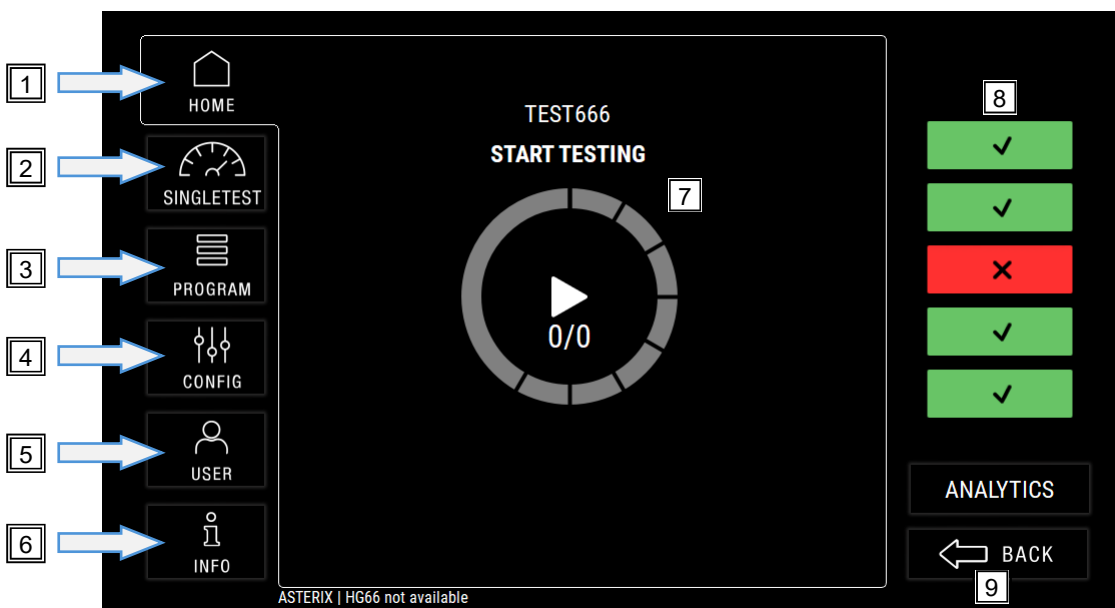 1
HOME
2
SINGLETEST
3
PROGRAM
4
CONFIG
5
USER
6
INFO
TEST666
START TESTING
7
0/0
8
ANALYTICS
BACK
9
ASTERIX | HG66 not available